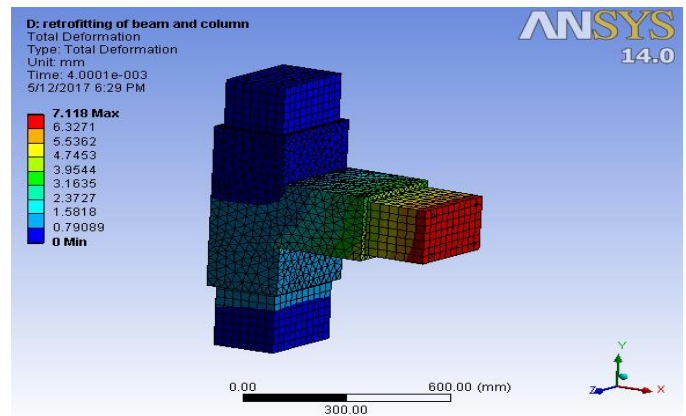 D: retrofitting of beam and column
Total Deformation
Type: Total Deformation
Unit: mm
Time: 4.0001e-003
5/12/2017 6:29 PM
7.118 Max
6.3271
5.5362
4.7453
3.9544
3.1635
2.3727
1.5818
0.79089
0 Min
ANSYS
14.0
0.00
600.00 (mm)
300.00
Y
Z
X